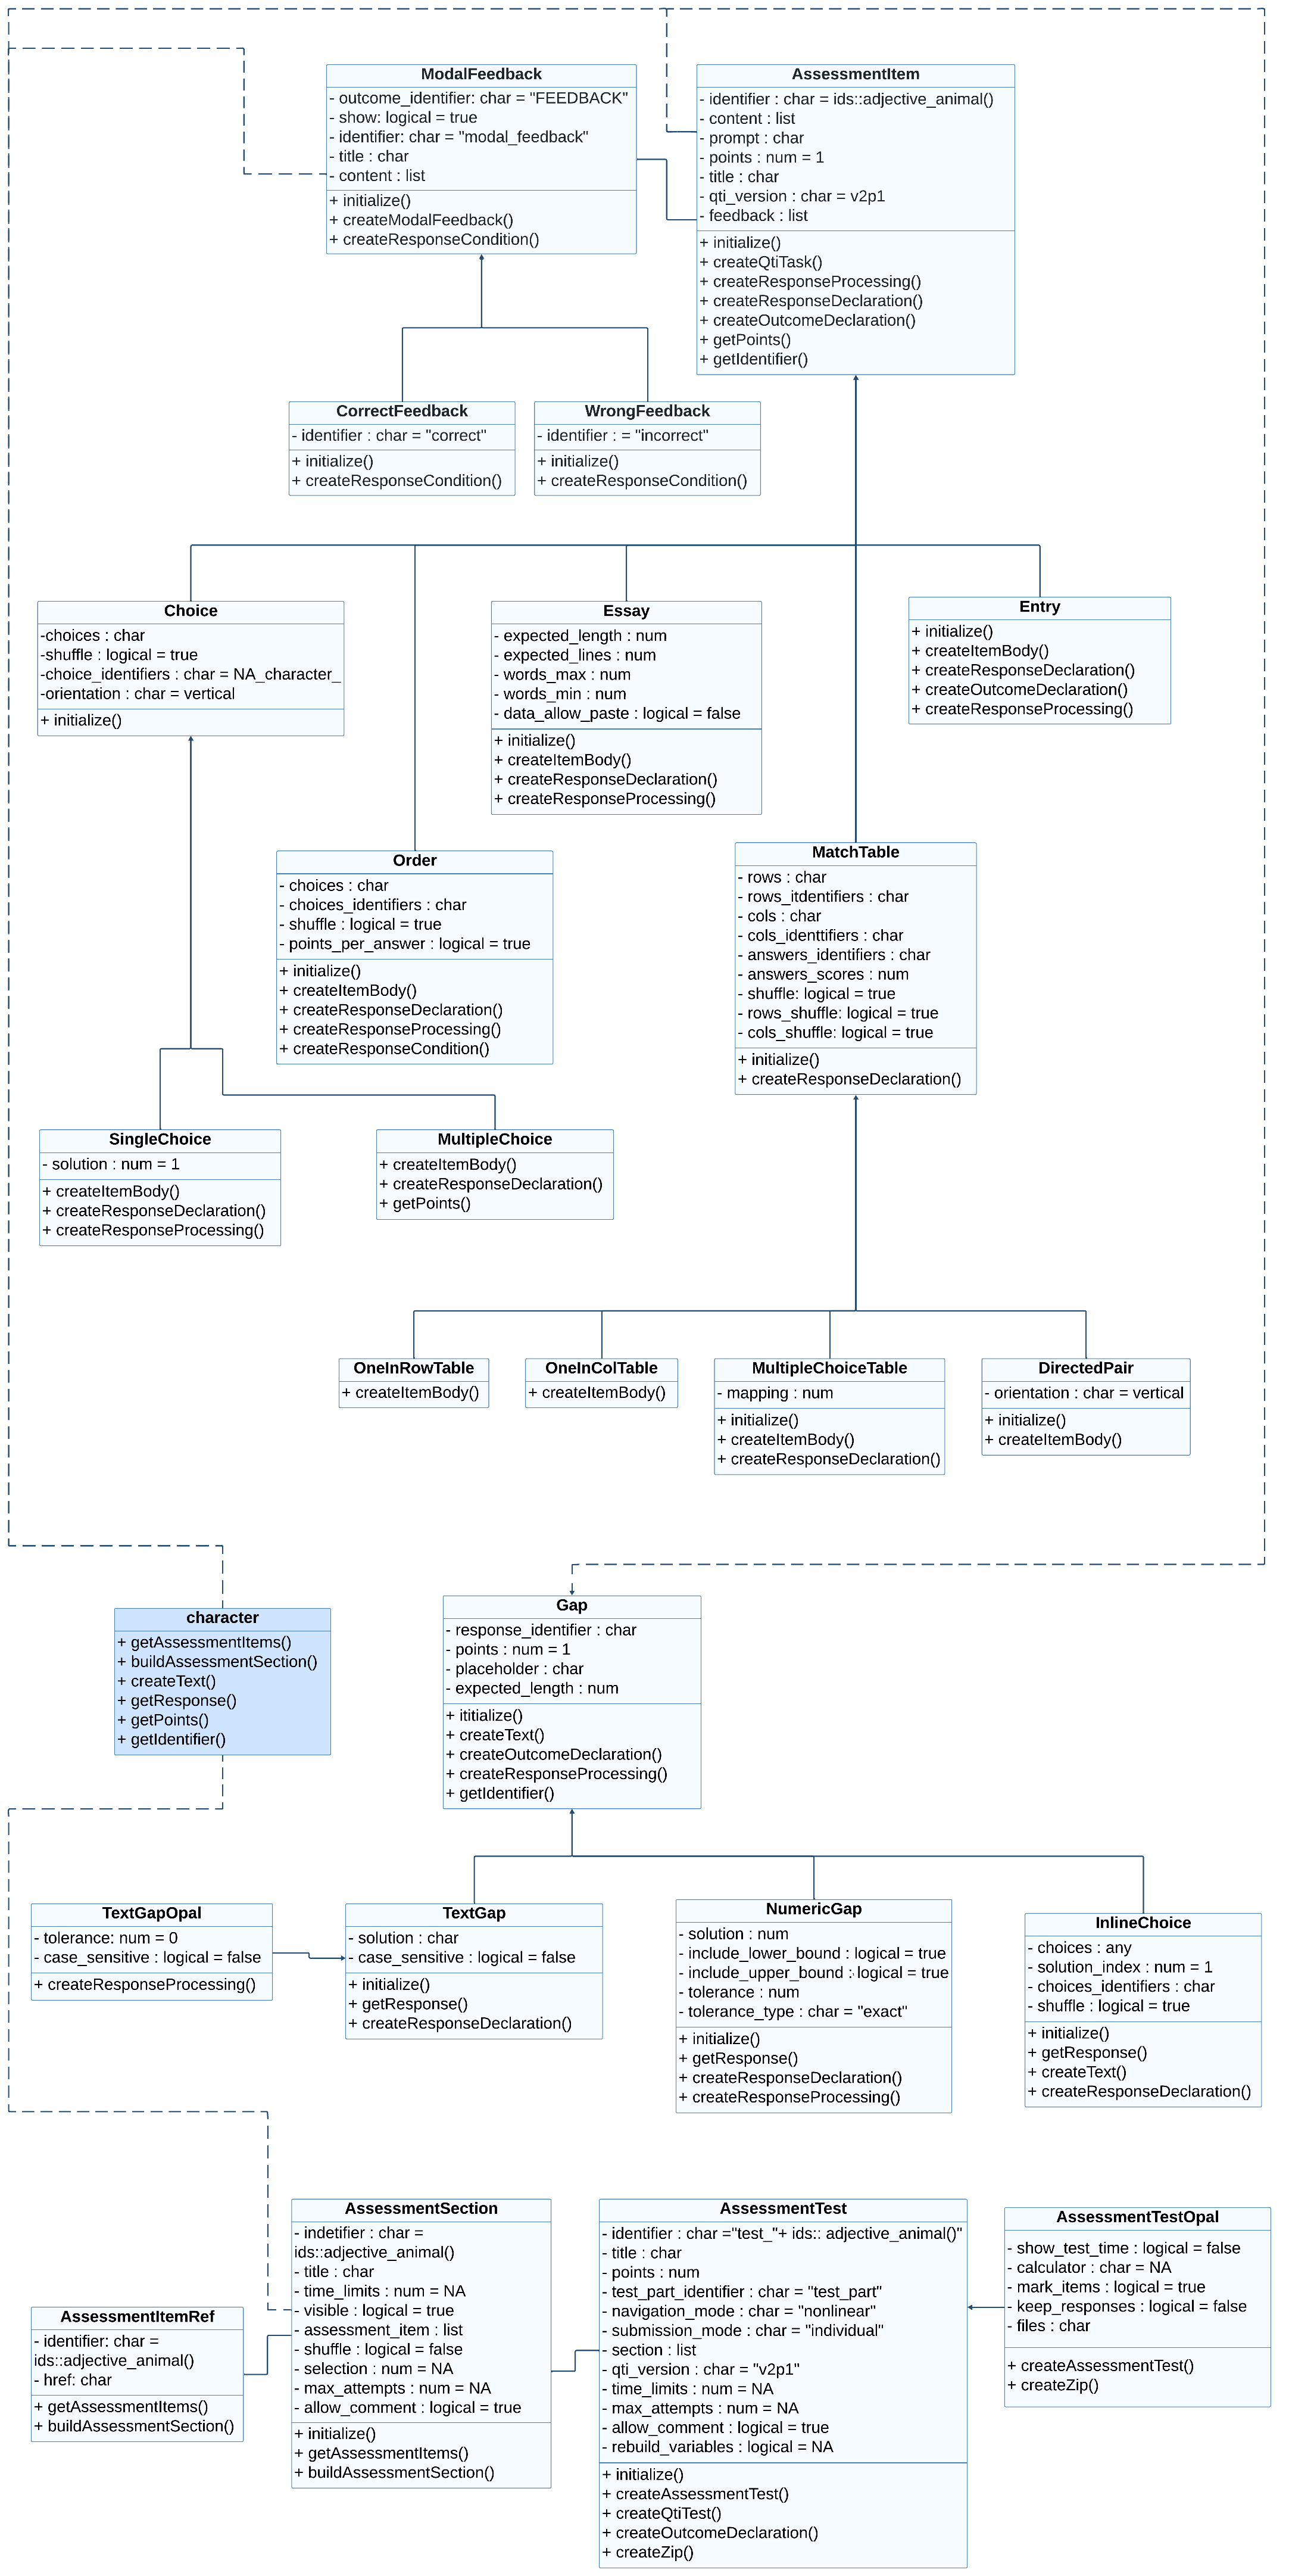 ModalFeedback
- outcome_identifier: char = "FEEDBACK"
- show: logical = true
- identifier: char = "modal_feedback"
- title : char
- content : list
+ initialize()
+ createModalFeedback()
+ createResponseCondition()
AssessmentItem
- identifier : char = ids::adjective_animal()
- content : list
- prompt : char
- points : num = 1
- title : char
- qti_version : char = v2p1
- feedback : list
+ initialize()
+ createQtiTask()
+ createResponseProcessing()
+ createResponseDeclaration()
+ createOutcomeDeclaration()
+ getPoints()
+ getIdentifier()
CorrectFeedback
- identifier : char = "correct"
+ initialize()
+ createResponseCondition()
WrongFeedback
- identifier : = "incorrect"
+ initialize()
+ createResponseCondition()
Choice
-choices : char
-shuffle : logical = true
-choice_identifiers : char = NA_character_
-orientation : char = vertical
+ initialize()
Essay
- expected_length : num
- expected_lines : num
- words_max : num
- words_min : num
- data_allow_paste : logical = false
+ initialize()
+ createItemBody()
+ createResponseDeclaration()
+ createResponseProcessing()
Entry
+ initialize()
+ createItemBody()
+ createResponseDeclaration()
+ createOutcomeDeclaration()
+ createResponseProcessing()
Order
- choices : char
- choices_identifiers : char
- shuffle : logical = true
- points_per_answer : logical = true
+ initialize()
+ createItemBody()
+ createResponseDeclaration()
+ createResponseProcessing()
+ createResponseCondition()
MatchTable
- rows : char
- rows_itdentifiers : char
- cols : char
- cols_identtifiers : char
- answers_identifiers : char
- answers_scores : num
- shuffle: logical = true
- rows_shuffle: logical = true
- cols_shuffle: logical = true
+ initialize()
+ createResponseDeclaration()
SingleChoice
- solution : num = 1
+ createItemBody()
+ createResponseDeclaration()
+ createResponseProcessing()
MultipleChoice
+ createItemBody()
+ createResponseDeclaration()
+ getPoints()
OneInRowTable
+ createItemBody()
OneInColTable
+ createItemBody()
MultipleChoiceTable
- mapping : num
+ initialize()
+ createItemBody()
+ createResponseDeclaration()
DirectedPair
- orientation : char = vertical
+ initialize()
+ createItemBody()
character
+ getAssessmentItems()
+ buildAssessmentSection()
+ createText()
+ getResponse()
+ getPoints()
+ getIdentifier()
Gap
- response_identifier : char
- points : num = 1
- placeholder : char
- expected_length : num
+ ititialize()
+ createText()
+ createOutcomeDeclaration()
+ createResponseProcessing()
+ getIdentifier()
TextGapOpal
- tolerance: num = 0
- case_sensitive : logical = false
+ createResponseProcessing()
TextGap
- solution : char
- case_sensitive : logical = false
+ initialize()
+ getResponse()
+ createResponseDeclaration()
NumericGap
- solution : num
- include_lower_bound : logical = true
- include_upper_bound : logical = true
- tolerance : num
- tolerance_type : char = "exact"
+ initialize()
+ getResponse()
+ createResponseDeclaration()
+ createResponseProcessing()
InlineChoice
- choices : any
- solution_index : num = 1
- choices_identifiers : char
- shuffle : logical = true
+ initialize()
+ getResponse()
+ createText()
+ createResponseDeclaration()
AssessmentItemRef
- identifier: char =
ids::adjective_animal()
- href: char
+ getAssessmentItems()
+ buildAssessmentSection()
AssessmentSection
- indetifier : char =
ids::adjective_animal()
- title : char
- time_limits : num = NA
- visible : logical = true
- assessment_item : list
- shuffle : logical = false
- selection : num = NA
- max_attempts : num = NA
- allow_comment : logical = true
+ initialize()
+ getAssessmentItems()
+ buildAssessmentSection()
AssessmentTest
- identifier : char ="test_"+ ids:: adjective_animal()"
- title : char
- points : num
- test_part_identifier : char = "test_part"
- navigation_mode : char = "nonlinear"
- submission_mode : char = "individual"
- section : list
- qti_version : char = "v2p1"
- time_limits : num = NA
- max_attempts : num = NA
- allow_comment : logical = true
- rebuild_variables : logical = NA
+ initialize()
+ createAssessmentTest()
+ createQtiTest()
+ createOutcomeDeclaration()
+ createZip()
AssessmentTestOpal
- show_test_time : logical = false
- calculator : char = NA
- mark_items : logical = true
- keep_responses : logical = false
- files : char
+ createAssessmentTest()
+ createZip()